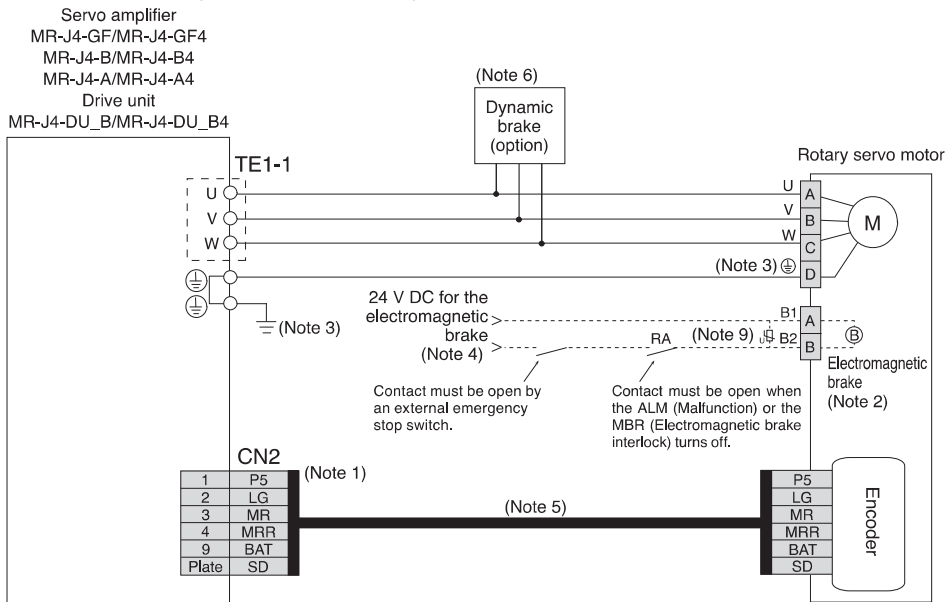 Servo amplifier
MR-J4-GF/MR-J4-GF4
MR-J4-B/MR-J4-B4
MR-J4-A/MR-J4-A4
Drive unit
MR-J4-DU_B/MR-J4-DU_B4
(Note 6)
Dynamic
brake
(option)
Rotary servo motor
TE1-1
U
V
W
U
V
W
A
B
C
D
M
(Note 3)
(Note 3)
24 V DC for the
electromagnetic
brake
(Note 4)
RA
(Note 9)
U
B1
B2
A
B
B
Electromagnetic
brake
(Note 2)
Contact must be open by
an external emergency
stop switch.
Contact must be open when
the ALM (Malfunction) or the
MBR (Electromagnetic brake
interlock) turns off.
CN2
(Note 1)
1 P5
2 LG
3 MR
4 MRR
9 BAT
Plate SD
(Note 5)
P5
LG
MR
MRR
BAT
SD
Encoder